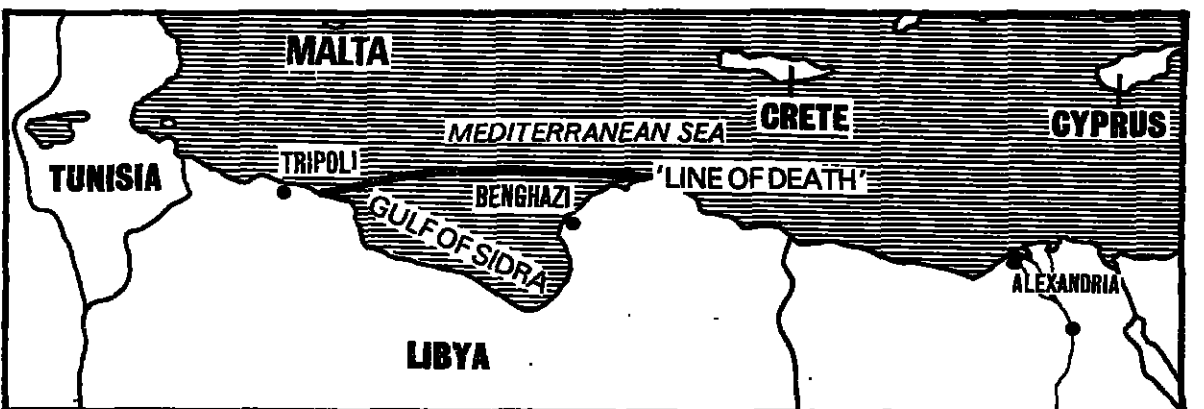 MALTA
CRETE
CYPRUS
MEDITERRANEAN SEA
TUNISIA
TRIPOLI
'LINE OF DEATH'
BENGHAZI
GULF OF SIDRA
ALEXANDRIA
LIBYA